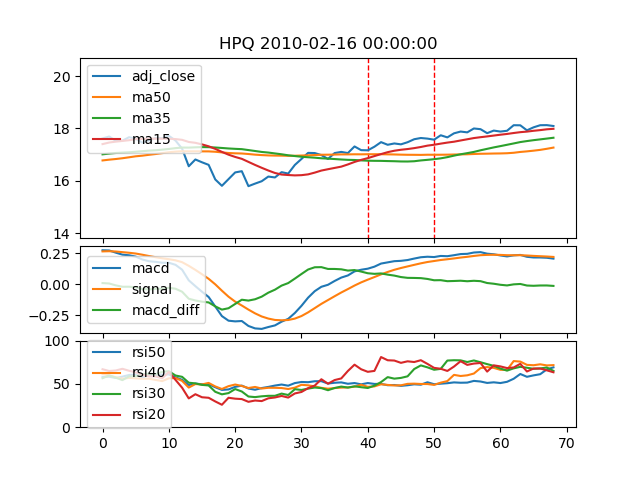 HPQ 2010-02-16 00:00:00
20
18
16
14
adj_close
ma50
ma35
ma15
0.25
0.00
−0.25
macd
signal
macd_diff
100
50
0
rsi50
rsi40
rsi30
rsi20
0 10 20 30 40 50 60 70